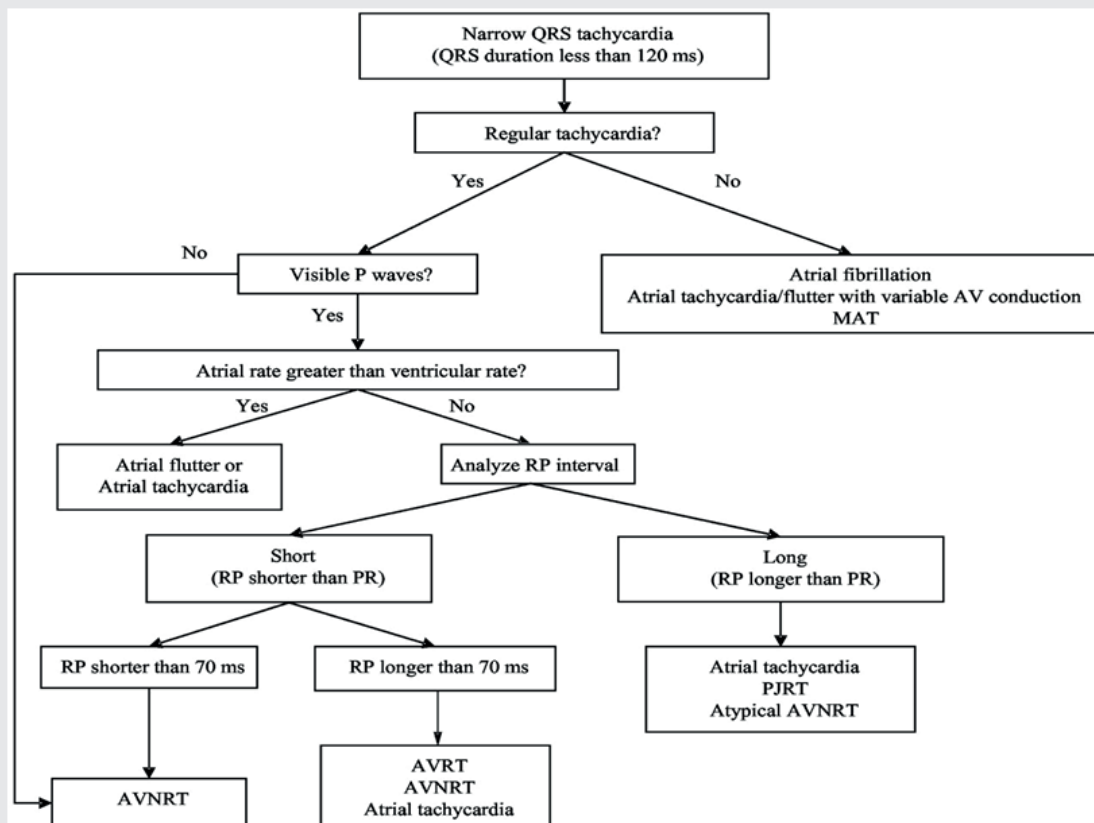 Narrow QRS tachycardia
(QRS duration less than 120 ms)
Regular tachycardia?
Yes
No
No
Visible P waves?
Atrial fibrillation
Atrial tachycardia/flutter with variable AV conduction
MAT
Yes
Atrial rate greater than ventricular rate?
Yes
No
Atrial flutter or
Atrial tachycardia
Analyze RP interval
Short
(RP shorter than PR)
Long
(RP longer than PR)
RP shorter than 70 ms
RP longer than 70 ms
Atrial tachycardia
PJRT
Atypical AVNRT
AVNRT
AVRT
AVNRT
Atrial tachycardia